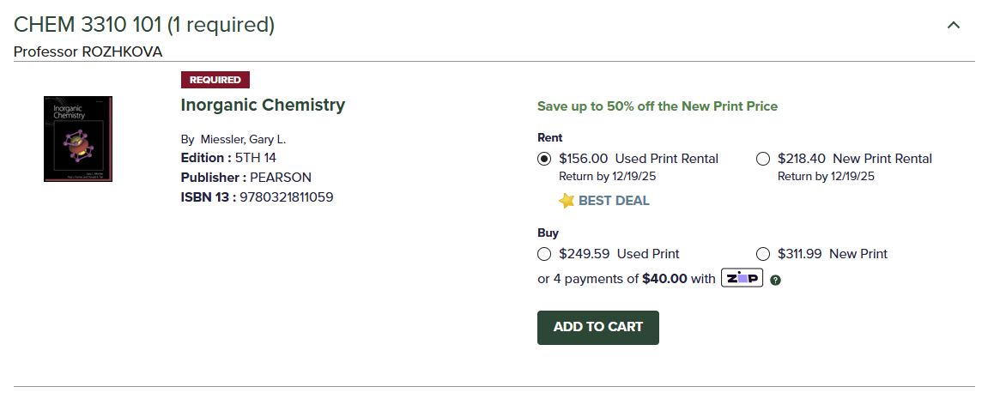 CHEM 3310 101 (1 required)
Professor ROZHKOVA
REQUIRED
Inorganic
Chemistry
Inorganic Chemistry
By Miessler, Gary L.
Edition : 5TH 14
Publisher : PEARSON
ISBN 13 : 9780321811059
Save up to 50% off the New Print Price
Rent
$156.00 Used Print Rental
Return by 12/19/25
$218.40 New Print Rental
Return by 12/19/25
BEST DEAL
Buy
$249.59 Used Print
$311.99 New Print
or 4 payments of $40.00 with ZIP ?
ADD TO CART